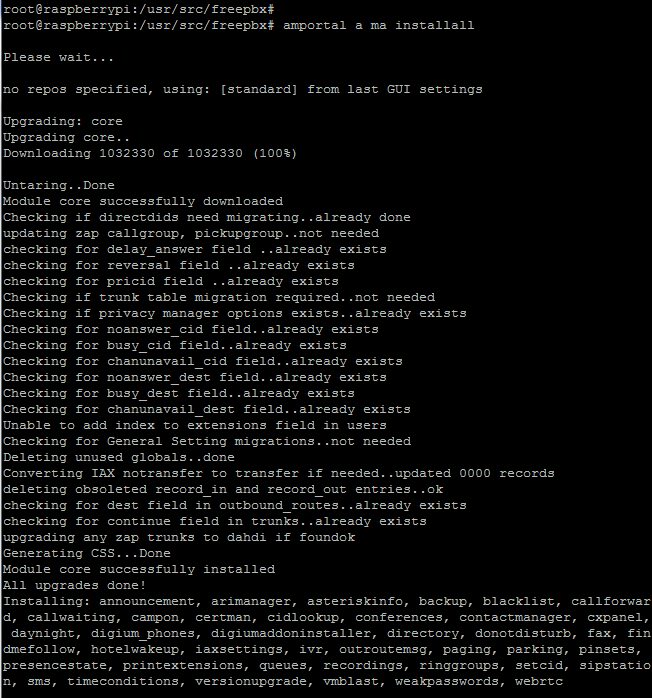 root@raspberrypi:/usr/src/freepbx#
root@raspberrypi:/usr/src/freepbx# amportal a ma installall
Please wait...
no repos specified, using: [standard] from last GUI settings
Upgrading: core
Upgrading core..
Downloading 1032330 of 1032330 (100%)
Untaring..Done
Module core successfully downloaded
Checking if directdids need migrating..already done
updating zap callgroup, pickupgroup..not needed
checking for delay_answer field ..already exists
checking for reversal field ..already exists
checking for pricid field ..already exists
Checking if trunk table migration required..not needed
Checking if privacy manager options exists..already exists
Checking for noanswer_cid field..already exists
Checking for busy_cid field..already exists
Checking for chanunavail_cid field..already exists
Checking for noanswer_dest field..already exists
Checking for busy_dest field..already exists
Checking for chanunavail_dest field..already exists
Unable to add index to extensions field in users
Checking for General Setting migrations..not needed
Deleting unused globals..done
Converting IAX notransfer to transfer if needed..updated 0000 records
deleting obsoleted record_in and record_out entries..ok
checking for dest field in outbound_routes..already exists
checking for continue field in trunks..already exists
upgrading any zap trunks to dahdi if foundok
Generating CSS...Done
Module core successfully installed
All upgrades done!
Installing: announcement, arimanager, asteriskinfo, backup, blacklist, callforwar
d, callwaiting, campon, certman, cidlookup, conferences, contactmanager, cxpanel,
 daynight, digium_phones, digiumaddoninstaller, directory, donotdisturb, fax, fin
dmefollow, hotelwakeup, iaxsettings, ivr, outroutemsg, paging, parking, pinsets,
presencestate, printextensions, queues, recordings, ringgroups, setcid, sipstatio
n, sms, timeconditions, versionupgrade, vmblast, weakpasswords, webrtc